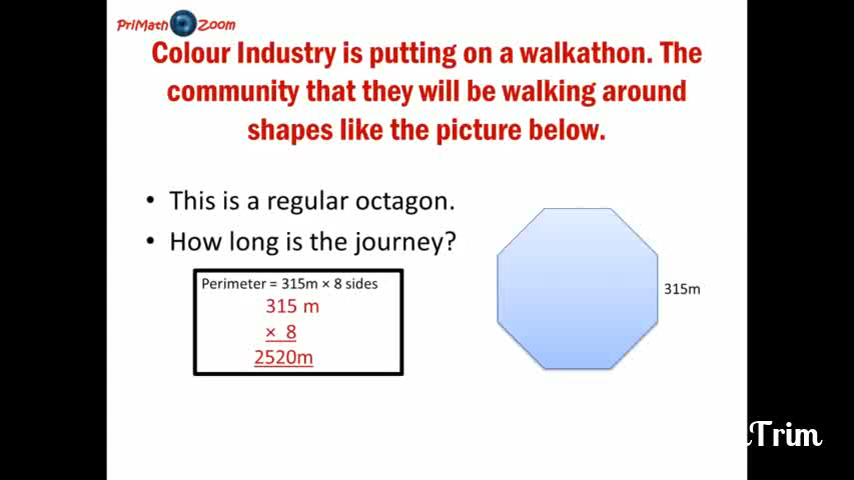 PriMath Zoom
Colour Industry is putting on a walkathon. The
community that they will be walking around
shapes like the picture below.
• This is a regular octagon.
• How long is the journey?
Perimeter = 315m × 8 sides
315 m
× 8
2520m
315m
Trim